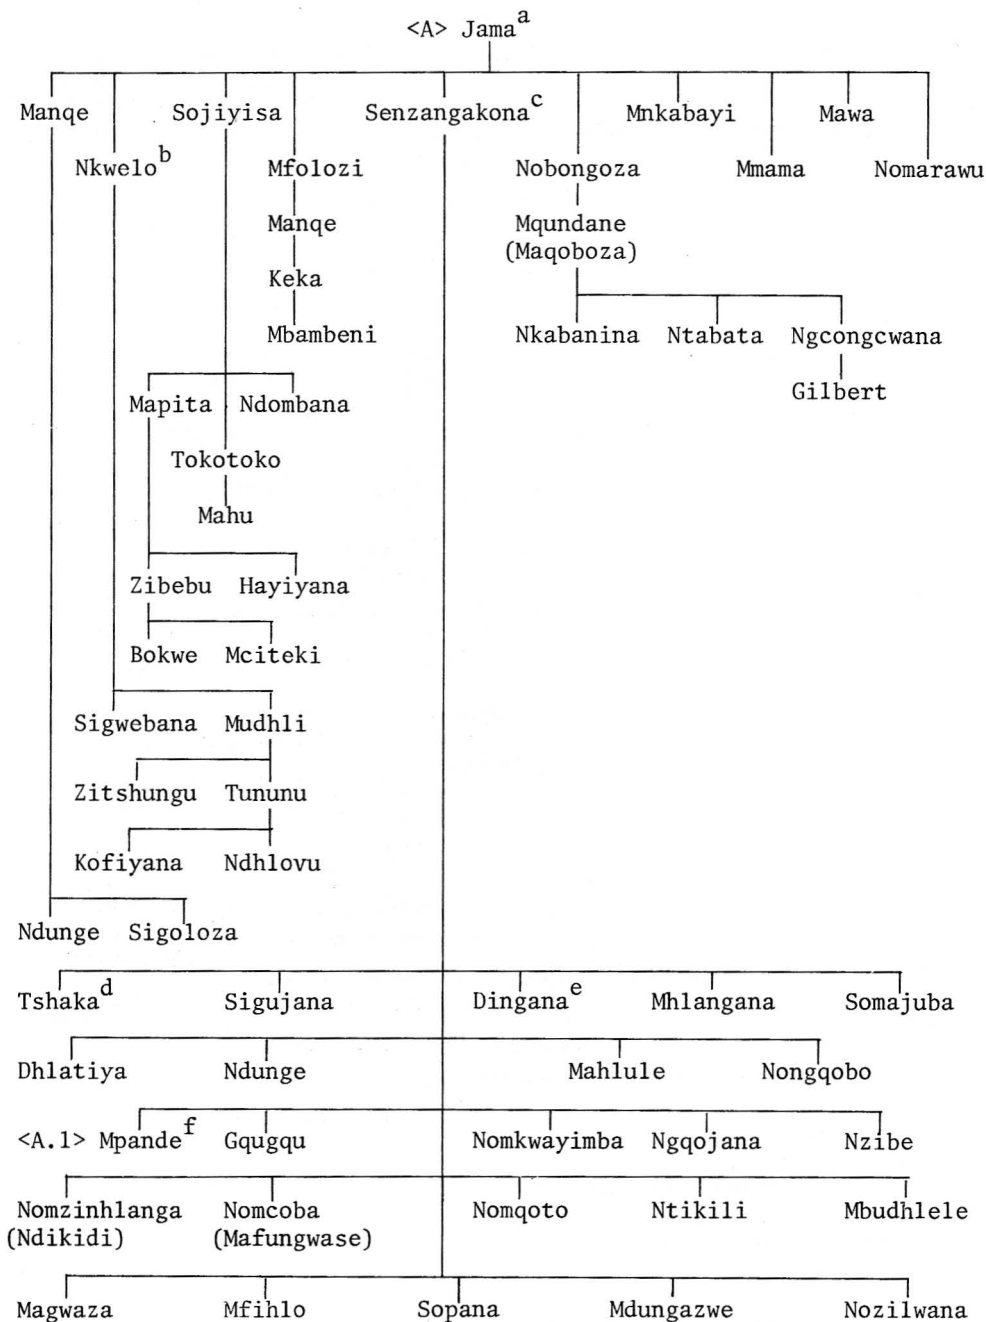 <A> Jama a
Manqe Sojiyisa Senzangakona c Mnkabayi Mawa
Nkwelo b Mfolozi Nobongoza Mmama Nomarawu
Manqe Mqundane
(Maqoboza)
Keka
Mbambeni Nkabanina Ntabata Ngcongcwana
Gilbert
Mapita Ndombana
Tokotoko
Mahu
Zibebu Hayiyana
Bokwe Mciteki
Sigwebana Mudhli
Zitshungu Tununu
Kofiyana Ndhlovu
Ndunge Sigoloza
Tshaka d Sigujana Dingana e Mhlangana Somajuba
Dhlatiya Ndunge Mahlule Nongqobo
<A.1> Mpande f Gqugqu Nomkwayimba Ngqojana Nzibe
Nomzinhlanga Nomcoba Nomqoto Ntikili Mbudhlele
(Ndikidi) (Mafungwase)
Magwaza Mfihlo Sopana Mdungazwe Nozilwana